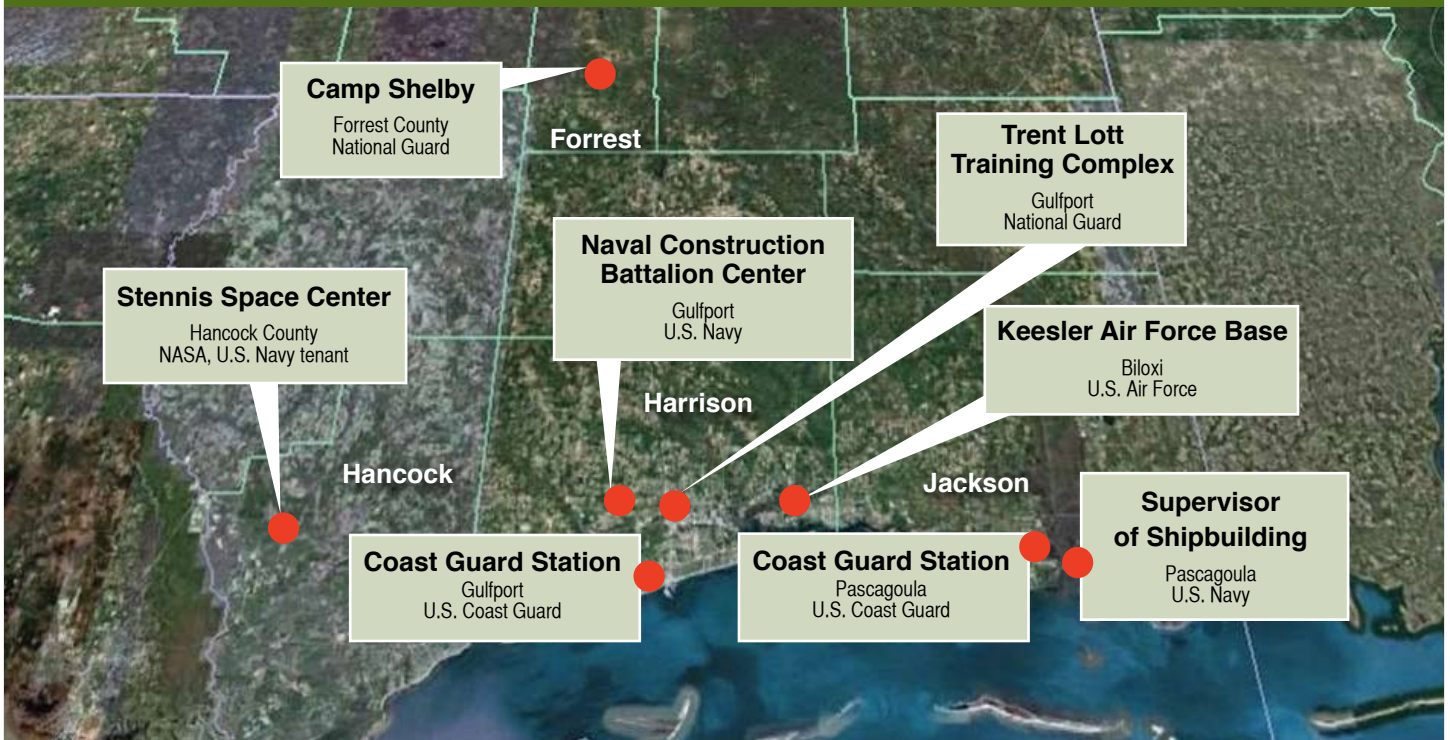 Camp Shelby
Forrest County
National Guard
Forrest
Trent Lott
Training Complex
Gulfport
National Guard
Naval Construction
Battalion Center
Gulfport
U.S. Navy
Stennis Space Center
Hancock County
NASA, U.S. Navy tenant
Keesler Air Force Base
Biloxi
U.S. Air Force
Harrison
Hancock
Jackson
Supervisor
of Shipbuilding
Pascagoula
U.S. Navy
Coast Guard Station
Gulfport
U.S. Coast Guard
Coast Guard Station
Pascagoula
U.S. Coast Guard